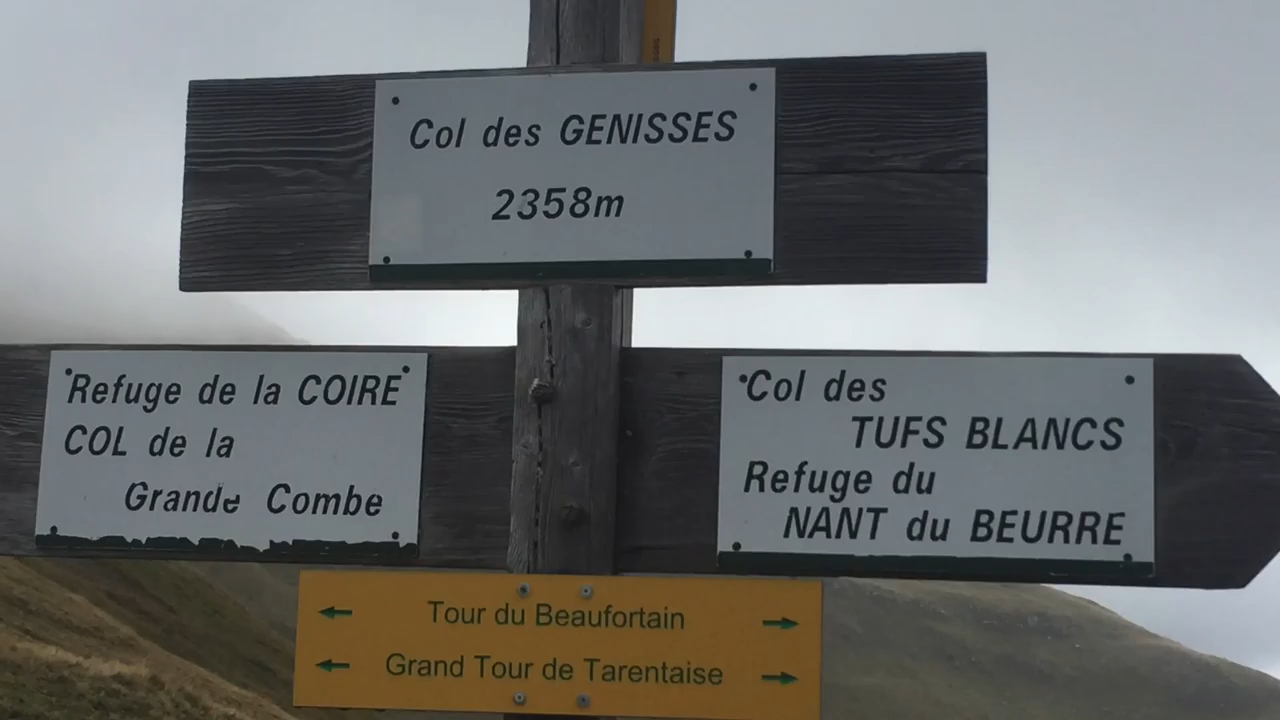 Col des GENISSES
2358m
Refuge de la COIRE
COL de la
Grande Combe
Col des
TUFS BLANCS
Refuge du
NANT du BEURRE
Tour du Beaufortain
Grand Tour de Tarentaise